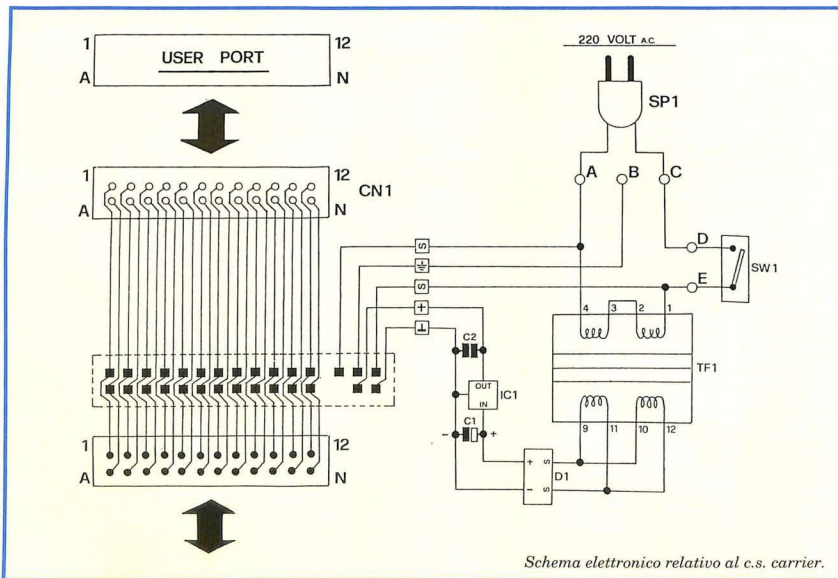 1 12
USER PORT
A N
220 VOLT A.C.
SP1
1 12
CN1
A N
A B C
S
S
+
D
SW1
E
4 3 2 1
C2
OUT
IC1
IN
TF1
C1
- +
9 11 10 12
+ S
D1
- S
1 12
A N
Schema elettronico relativo al c.s. carrier.